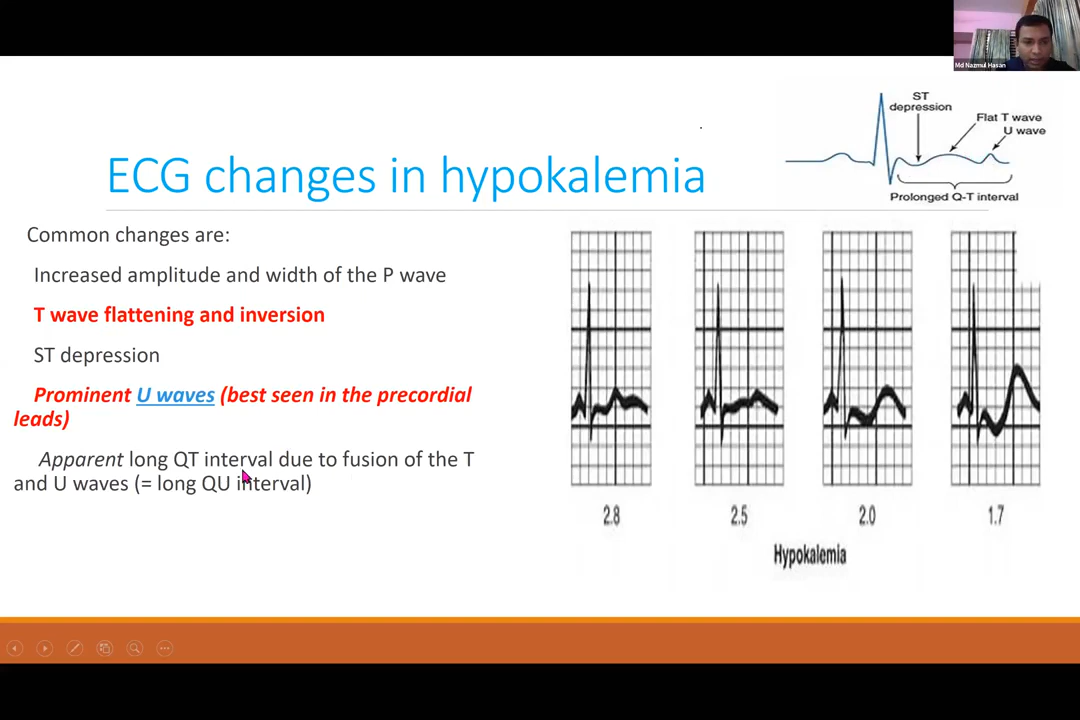 Md Nazmul Hasan
ST
depression
Flat T wave
U wave
Prolonged Q-T interval
ECG changes in hypokalemia
Common changes are:
Increased amplitude and width of the P wave
T wave flattening and inversion
ST depression
Prominent U waves (best seen in the precordial
leads)
Apparent long QT interval due to fusion of the T
and U waves (= long QU interval)
2.8 2.5 2.0 1.7
Hypokalemia